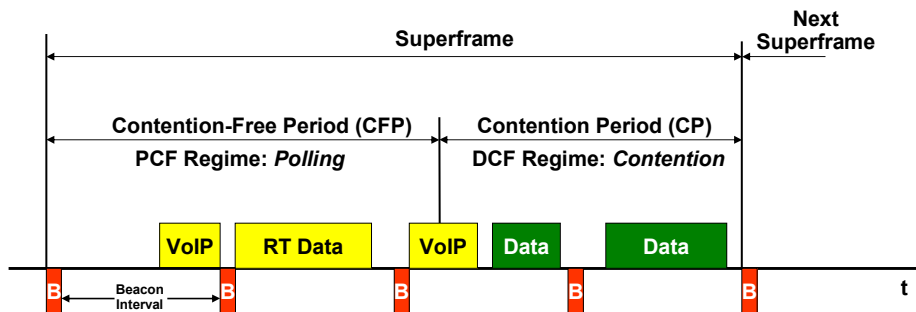 Next
Superframe
Superframe
Contention-Free Period (CFP)
Contention Period (CP)
PCF Regime: Polling
DCF Regime: Contention
VoIP
RT Data
VoIP
Data
Data
B
Beacon
Interval
B
B
B
B
t